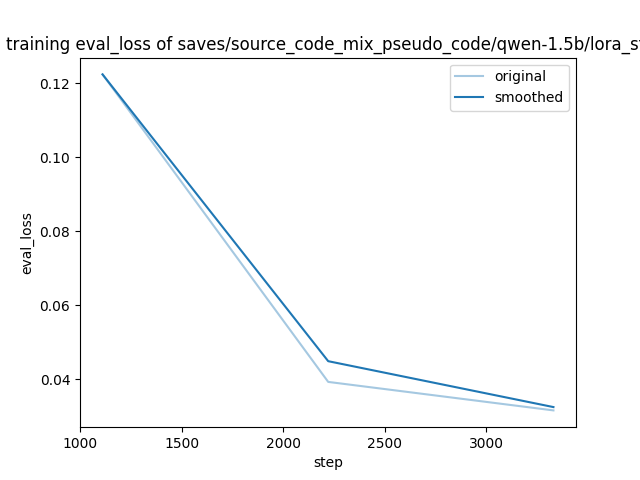 training eval_loss of saves/source_code_mix_pseudo_code/qwen-1.5b/lora_s
original
smoothed
0.12
0.10
0.08
0.06
0.04
eval_loss
1000 1500 2000 2500 3000
step